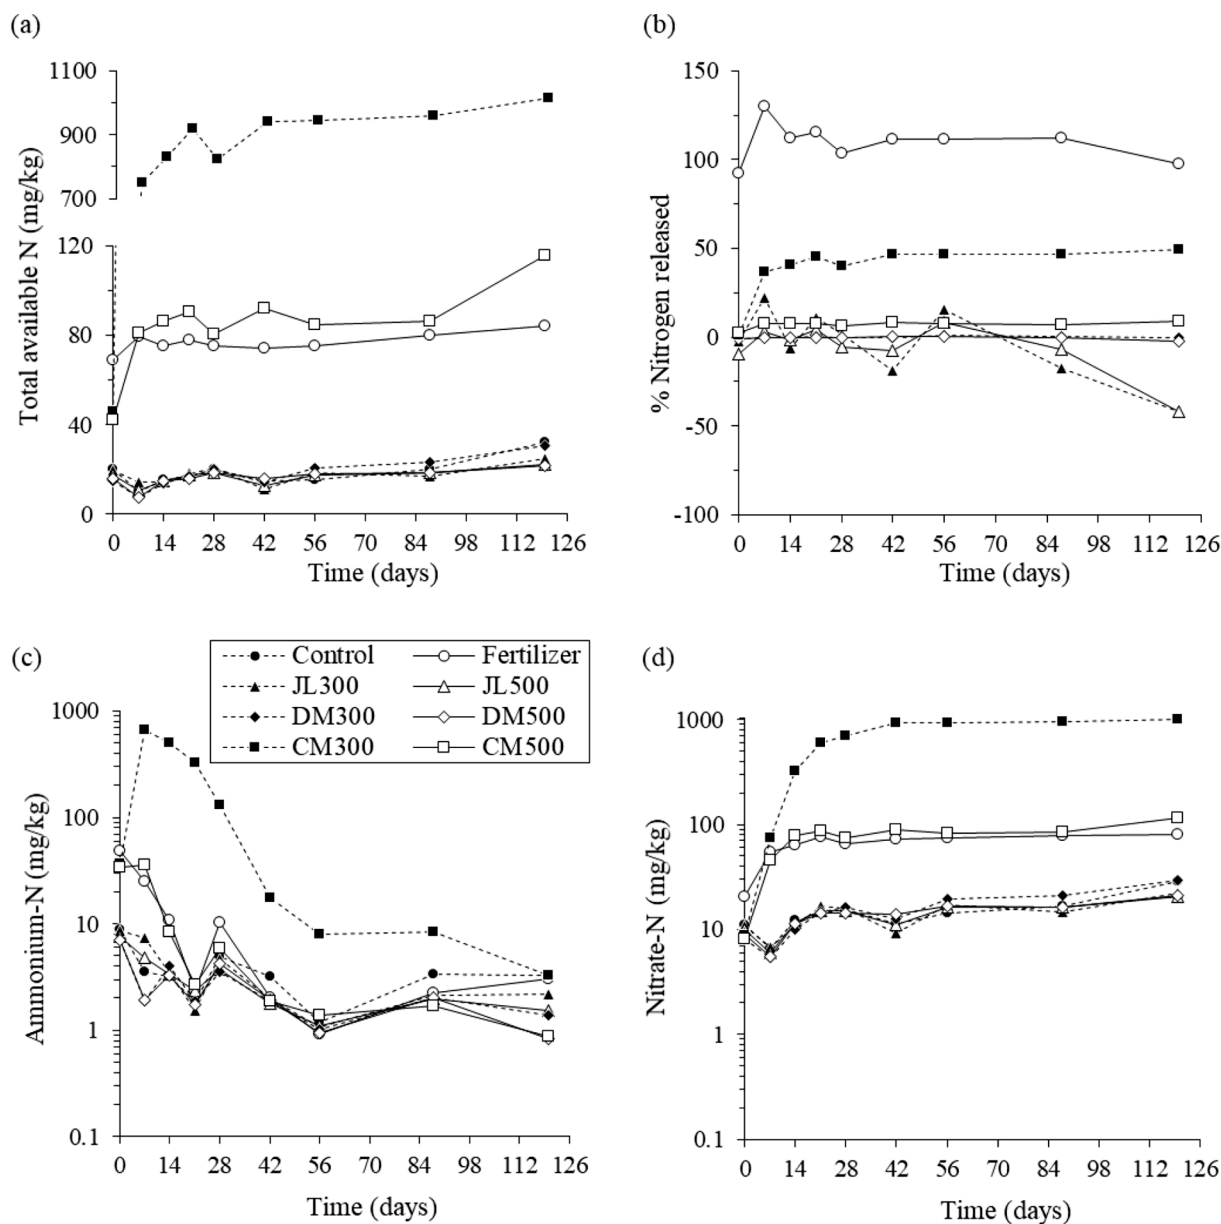 (a)
1100
900
700
120
80
40
0
Total available N (mg/kg)
0 14 28 42 56 70 84 98 112 126
Time (days)
(b)
150
100
50
0
-50
-100
% Nitrogen released
0 14 28 42 56 70 84 98 112 126
Time (days)
(c)
Control Fertilizer
JL300 JL500
DM300 DM500
CM300 CM500
1000
100
10
1
0.1
Ammonium-N (mg/kg)
0 14 28 42 56 70 84 98 112 126
Time (days)
(d)
1000
100
10
1
0.1
Nitrate-N (mg/kg)
0 14 28 42 56 70 84 98 112 126
Time (days)